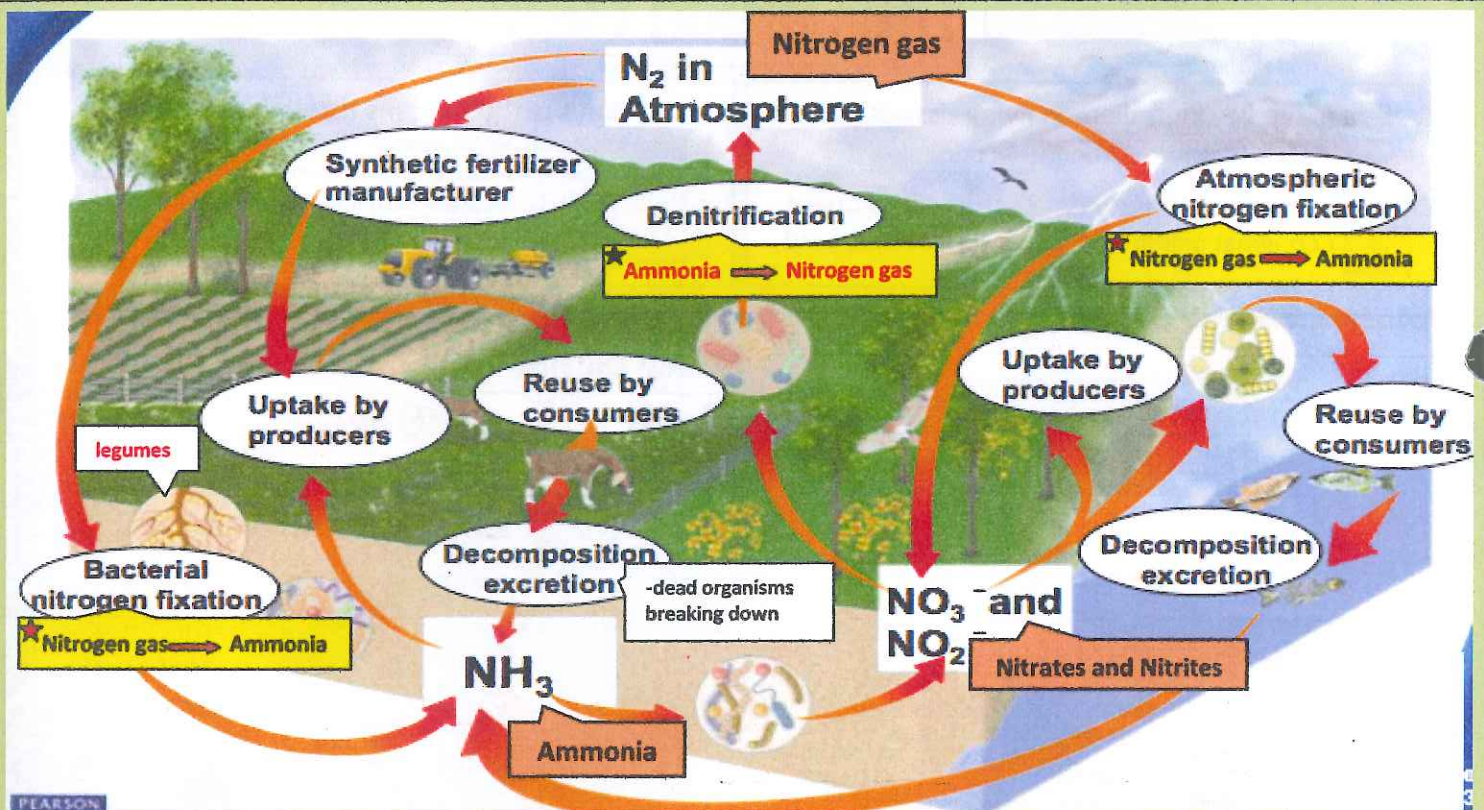 Nitrogen gas
N₂ in
Atmosphere
Synthetic fertilizer
manufacturer
Denitrification
Ammonia → Nitrogen gas
Atmospheric
nitrogen fixation
Nitrogen gas → Ammonia
Uptake by
producers
Reuse by
consumers
Uptake by
producers
Reuse by
consumers
legumes
Bacterial
nitrogen fixation
Nitrogen gas → Ammonia
Decomposition
excretion
-dead organisms
breaking down
NO₃⁻ and
NO₂⁻
Nitrates and Nitrites
Decomposition
excretion
NH₃
Ammonia
PEARSON